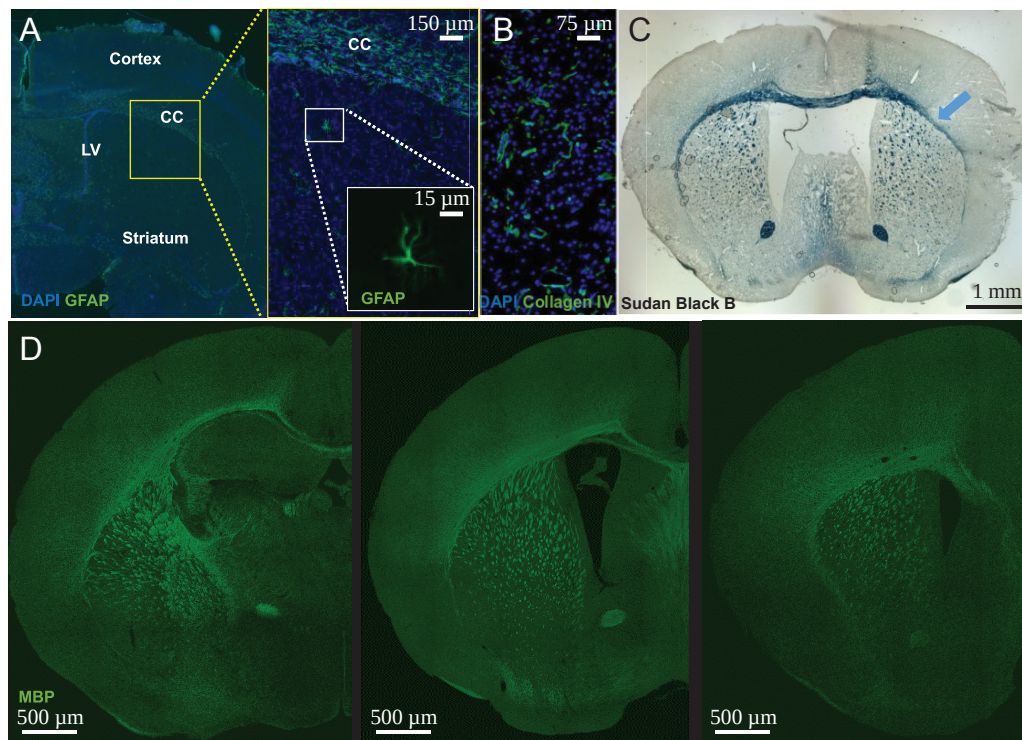 A
Cortex
CC
LV
Striatum
DAPI GFAP
150 µm
CC
15 µm
GFAP
B
75 µm
DAPI Collagen IV
C
Sudan Black B
1 mm
D
MBP
500 µm
500 µm
500 µm